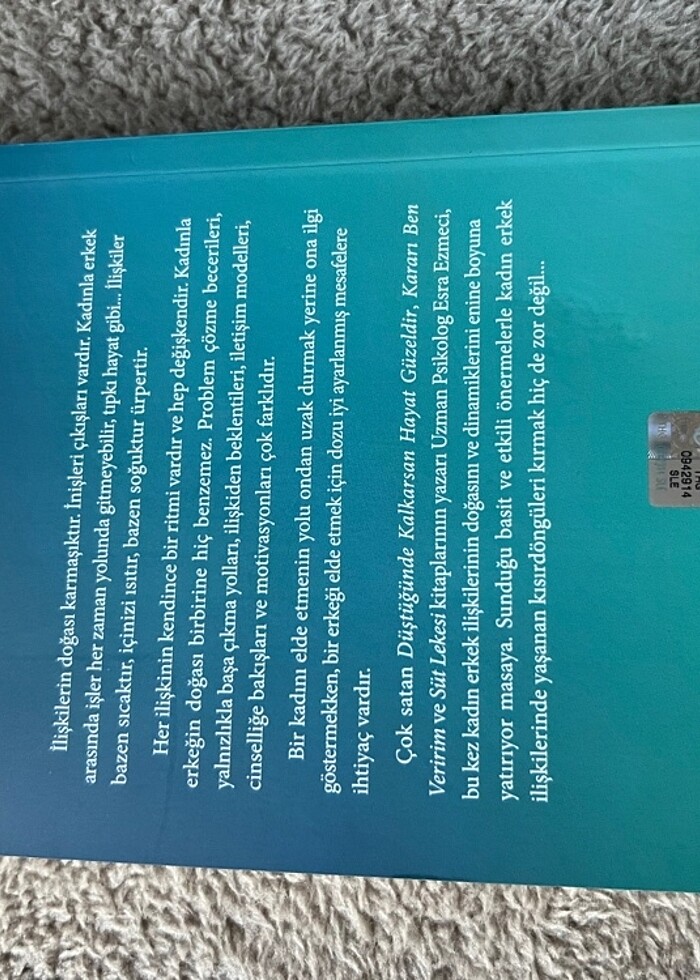 İlişkilerin doğası karmaşıktır. İnişleri çıkışları vardır. Kadınla erkek
arasında işler her zaman yolunda gitmeyebilir, tıpkı hayat gibi... İlişkiler
bazen sıcaktır, içinizi ısıtır, bazen soğuktur ürpertir.
Her ilişkinin kendince bir ritmi vardır ve hep değişkendir. Kadınla
erkeğin doğası birbirine hiç benzemez. Problem çözme becerileri,
yalnızlıkla başa çıkma yolları, ilişkiden beklentileri, iletişim modelleri,
cinselliğe bakışları ve motivasyonları çok farklıdır.
Bir kadını elde etmenin yolu ondan uzak durmak yerine ona ilgi
göstermekken, bir erkeği elde etmek için dozu iyi ayarlanmış mesafelere
ihtiyaç vardır.
Çok satan Düştüğünde Kalkarsan Hayat Güzeldir, Kararı Ben
Veririm ve Süt Lekesi kitaplarının yazarı Uzman Psikolog Esra Ezmeci,
bu kez kadın erkek ilişkilerinin doğasını ve dinamiklerini enine boyuna
yatırıyor masaya. Sunduğu basit ve etkili önermelerle kadın erkek
ilişkilerinde yaşanan kısırdöngüleri kırmak hiç de zor değil...
0942914
SLE